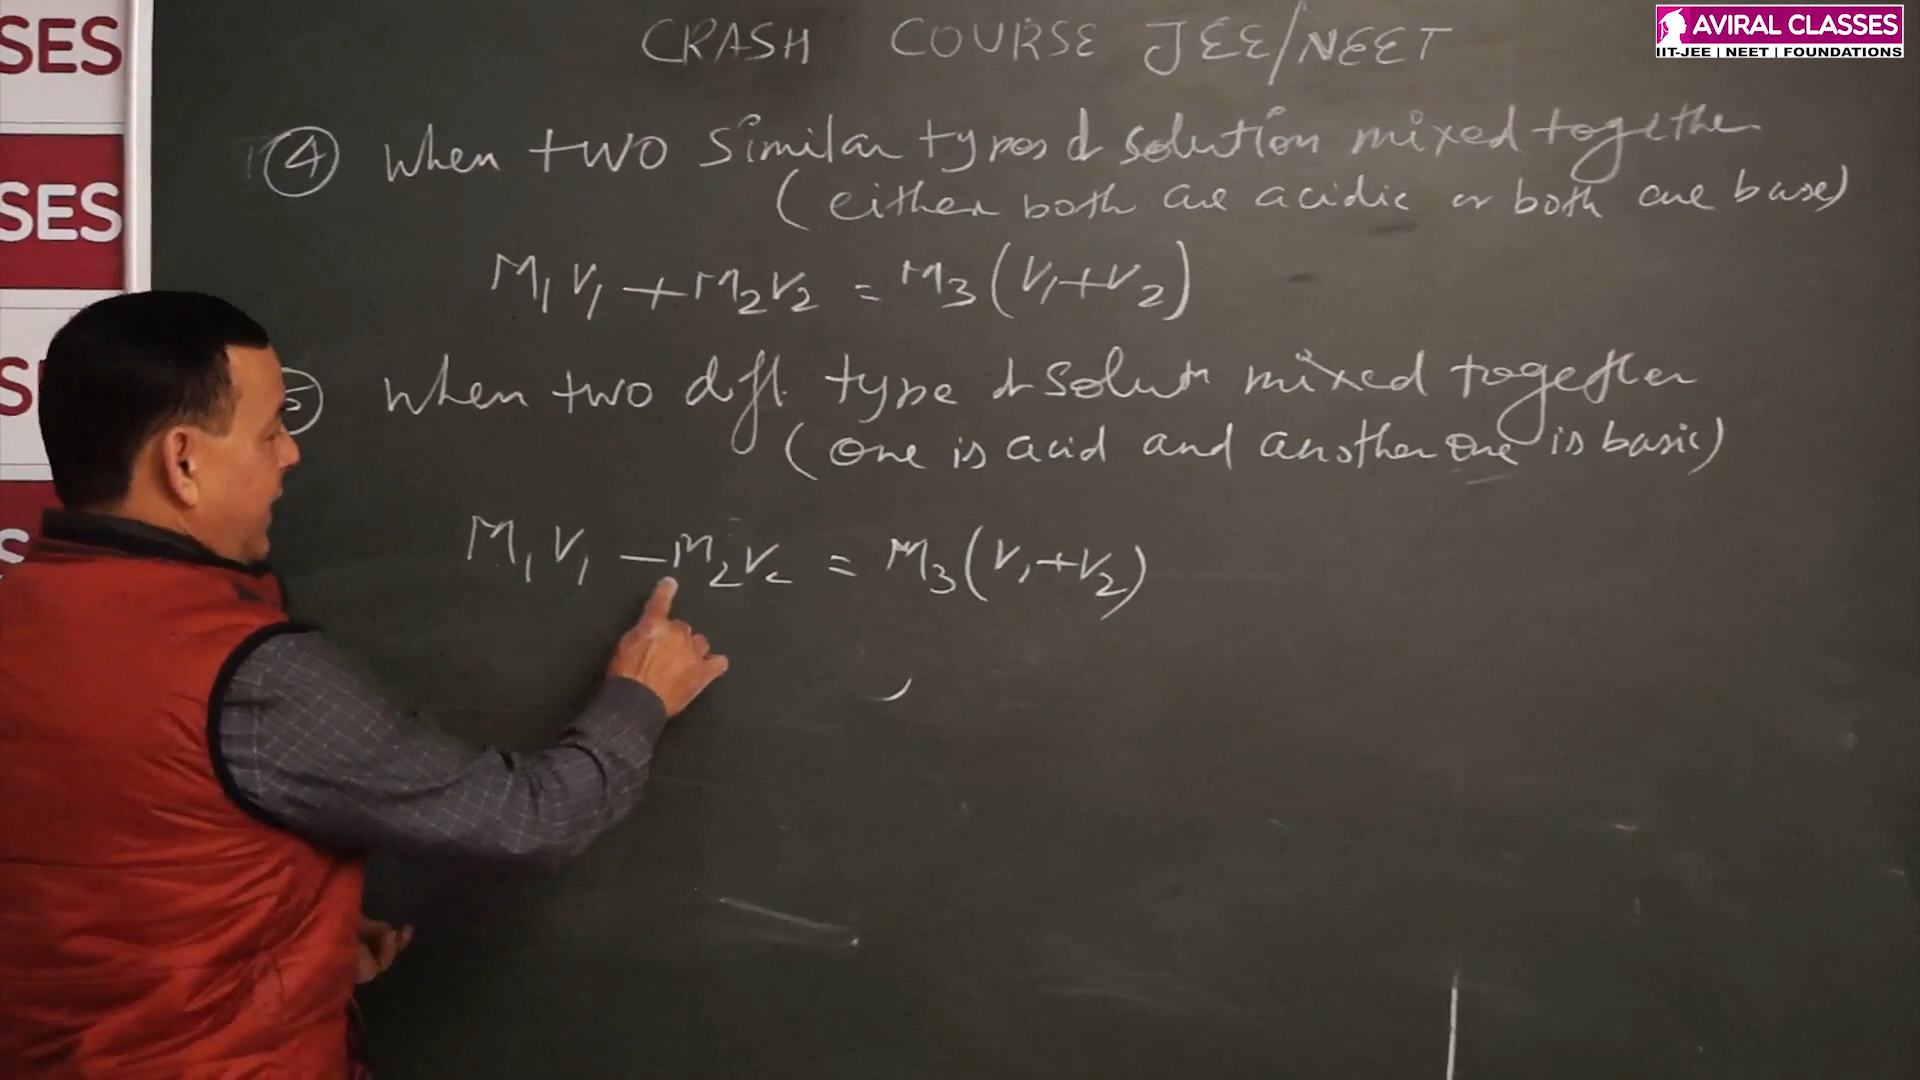 SES
SES
S
S
AVIRAL CLASSES
IIT-JEE | NEET | FOUNDATIONS
CRASH COURSE JEE/NEET
④ When two similar types of solution mixed together
(either both are acidic or both are base)
M₁V₁ + M₂V₂ = M₃(V₁+V₂)
When two diff. type of solutn mixed together
(one is acid and another one is basic)
M₁V₁ - M₂V₂ = M₃(V₁+V₂)